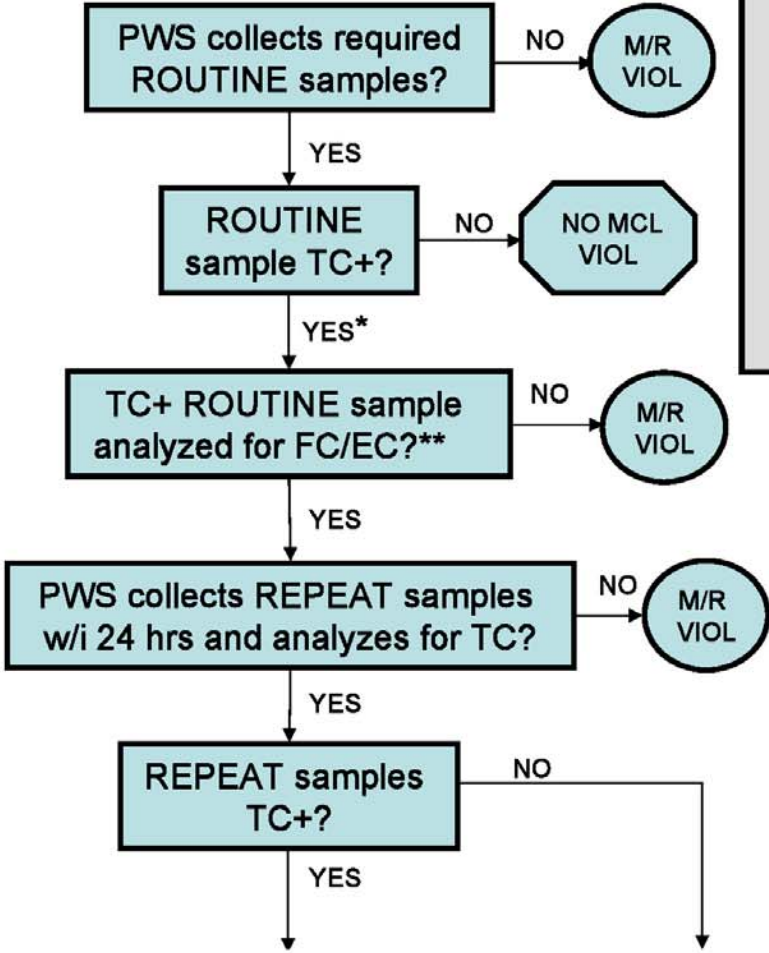 PWS collects required
ROUTINE samples?
NO
M/R
VIOL
YES
ROUTINE
sample TC+?
NO
NO MCL
VIOL
YES*
TC+ ROUTINE sample
analyzed for FC/EC?**
NO
M/R
VIOL
YES
PWS collects REPEAT samples
w/i 24 hrs and analyzes for TC?
NO
M/R
VIOL
YES
REPEAT samples
TC+?
NO
YES